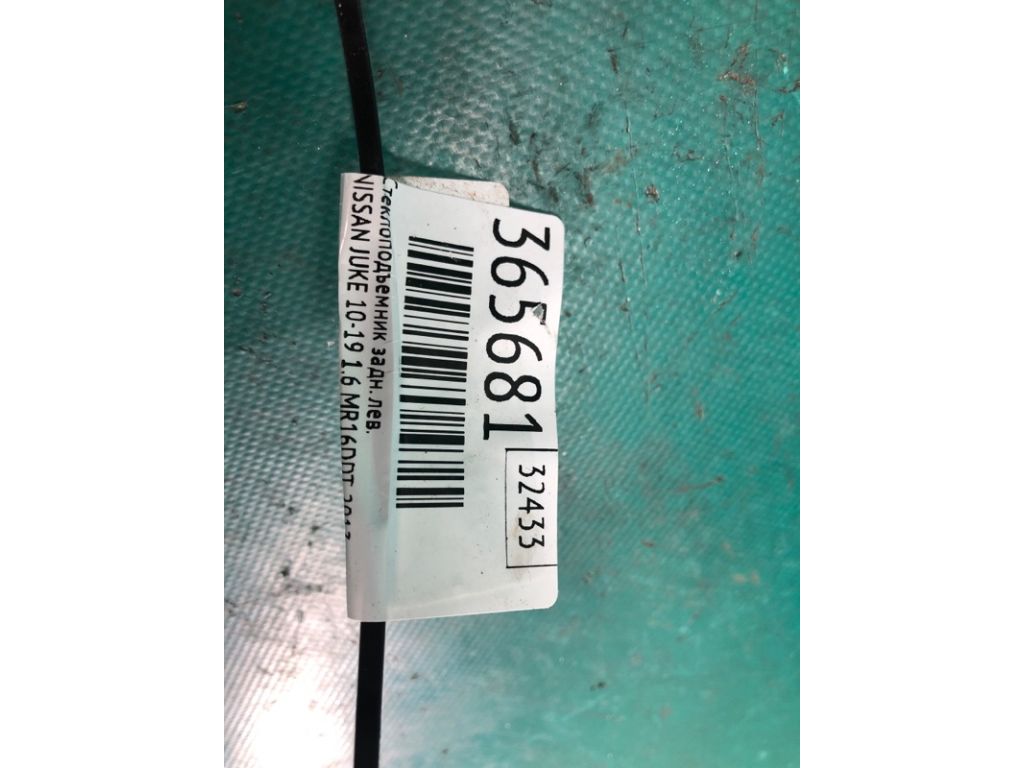 365681
32433
Стеклоподъемник задн. лев.
NISSAN JUKE 10-19 1.6 MR16DDT